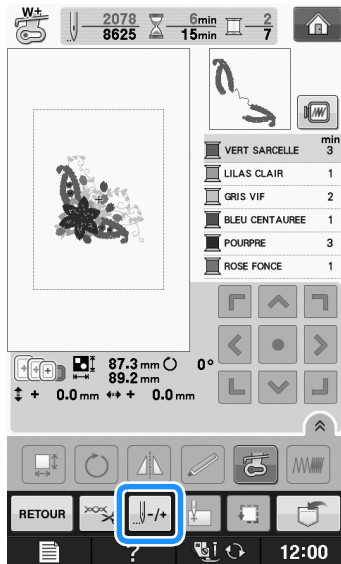 W+
2078
8625
6min
15min
2
7
min
VERT SARCELLE 3
LILAS CLAIR 1
GRIS VIF 2
BLEU CENTAUREE 1
POURPRE 3
ROSE FONCE 1
87.3 mm 0°
89.2 mm
+ 0.0 mm + 0.0 mm
RETOUR -/+
? 12:00